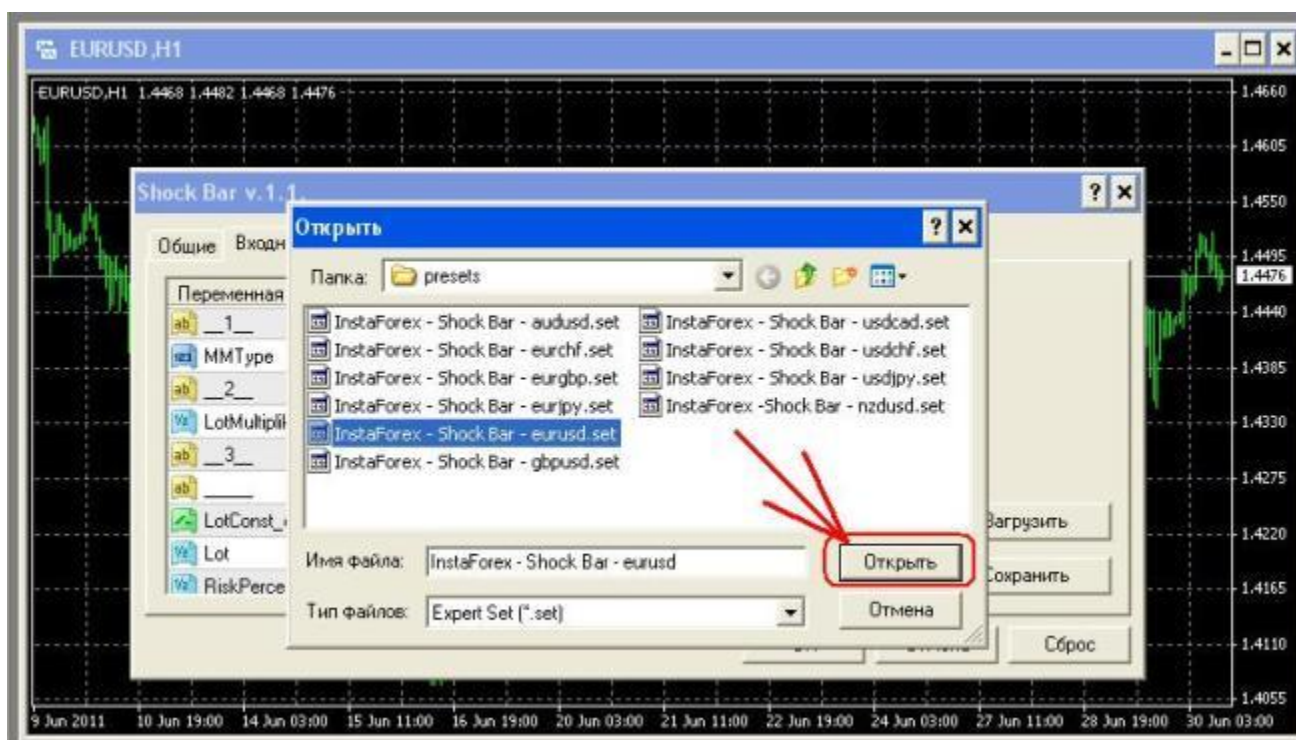 EURUSD,H1
EURUSD,H1 1.4468 1.4482 1.4468 1.4476
1.4660
1.4605
1.4550
1.4495
1.4476
1.4440
1.4385
1.4330
1.4275
1.4220
1.4165
1.4110
1.4055
Shock Bar v.1.1.
Общие Входн
Переменная
__1__
MMType
__2__
LotMultiplik
__3__
_____
LotConst_
Lot
RiskPerce
Открыть
Папка: presets
InstaForex - Shock Bar - audusd.set
InstaForex - Shock Bar - eurchf.set
InstaForex - Shock Bar - eurgbp.set
InstaForex - Shock Bar - eurjpy.set
InstaForex - Shock Bar - eurusd.set
InstaForex - Shock Bar - gbpusd.set
InstaForex - Shock Bar - usdcad.set
InstaForex - Shock Bar - usdchf.set
InstaForex - Shock Bar - usdjpy.set
InstaForex -Shock Bar - nzdusd.set
Имя файла: InstaForex - Shock Bar - eurusd
Открыть
Тип файлов: Expert Set (*.set)
Отмена
Загрузить
Сохранить
Сброс
9 Jun 2011 10 Jun 19:00 14 Jun 03:00 15 Jun 11:00 16 Jun 19:00 20 Jun 03:00 21 Jun 11:00 22 Jun 19:00 24 Jun 03:00 27 Jun 11:00 28 Jun 19:00 30 Jun 03:00